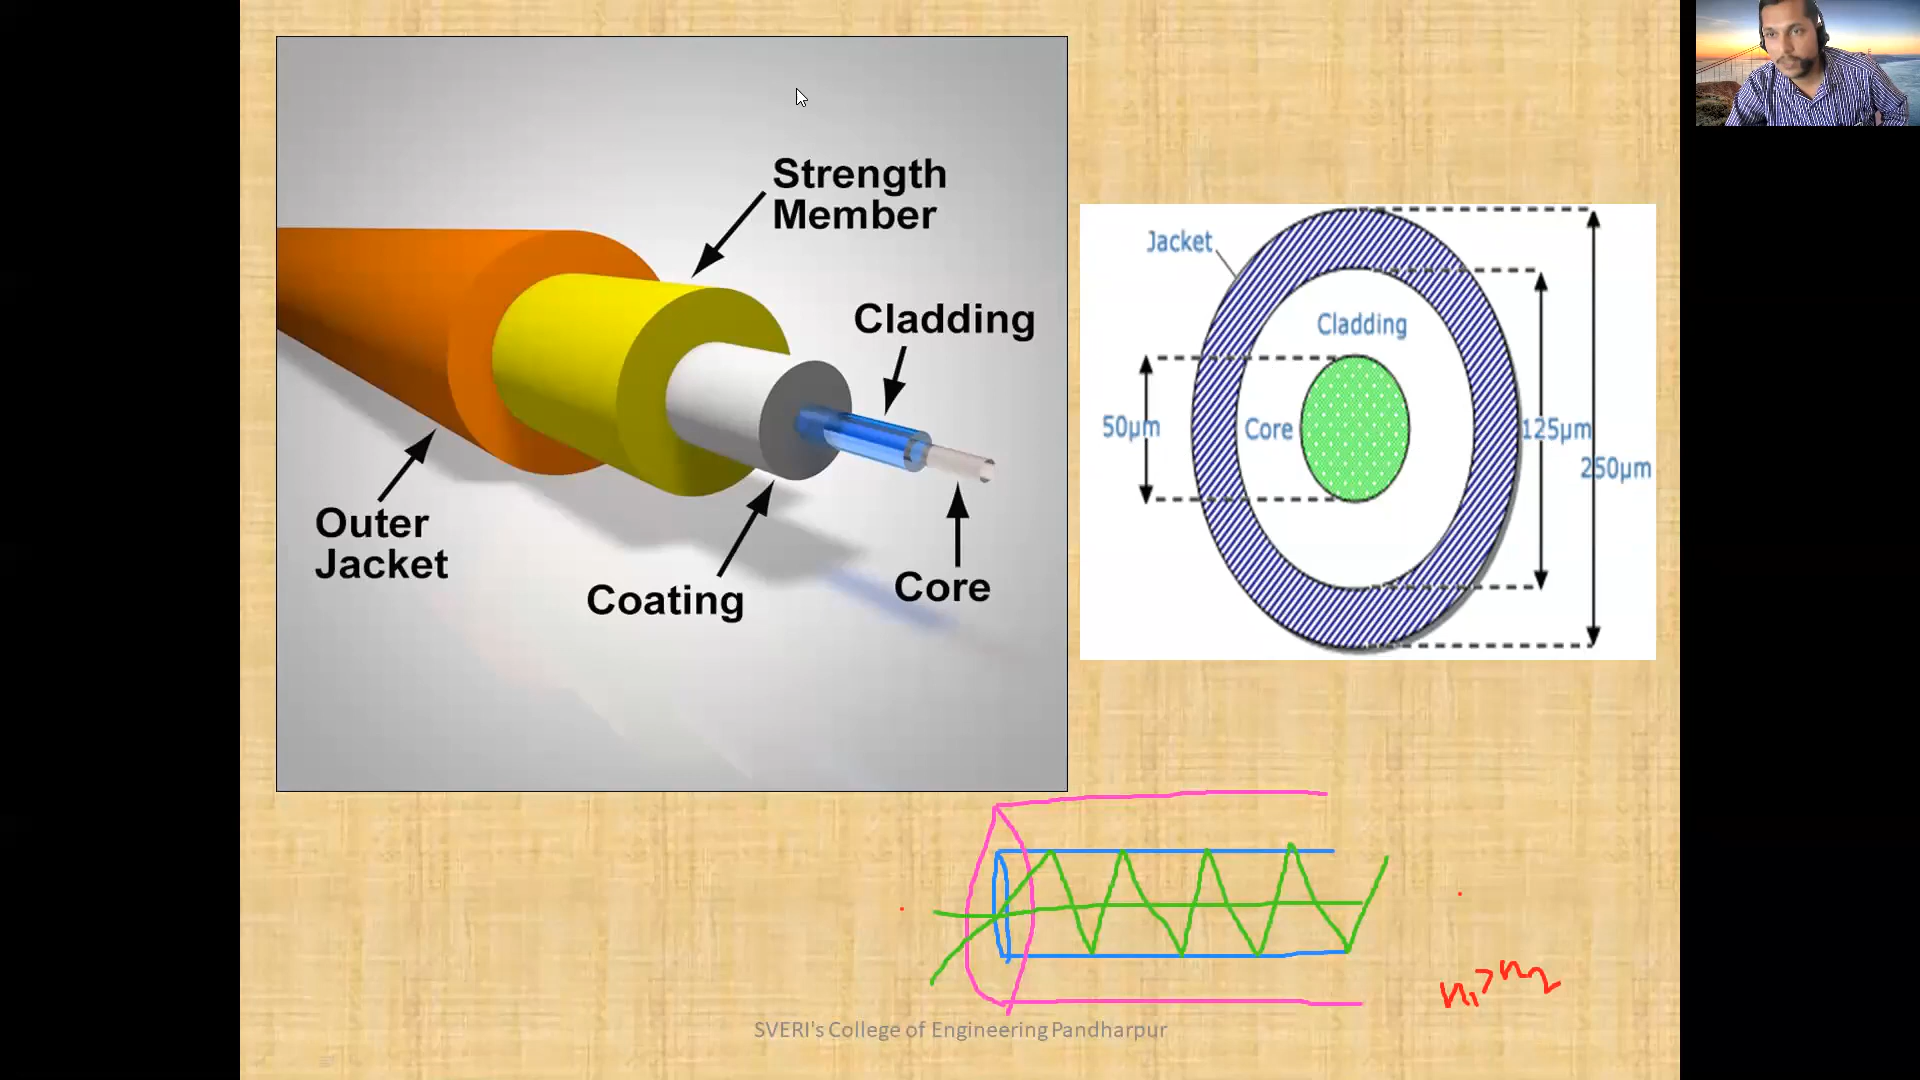 Strength
Member
Cladding
Outer
Jacket
Coating
Core
Jacket
Cladding
50μm
Core
125μm
250μm
n1>n2
SVERI's College of Engineering Pandharpur